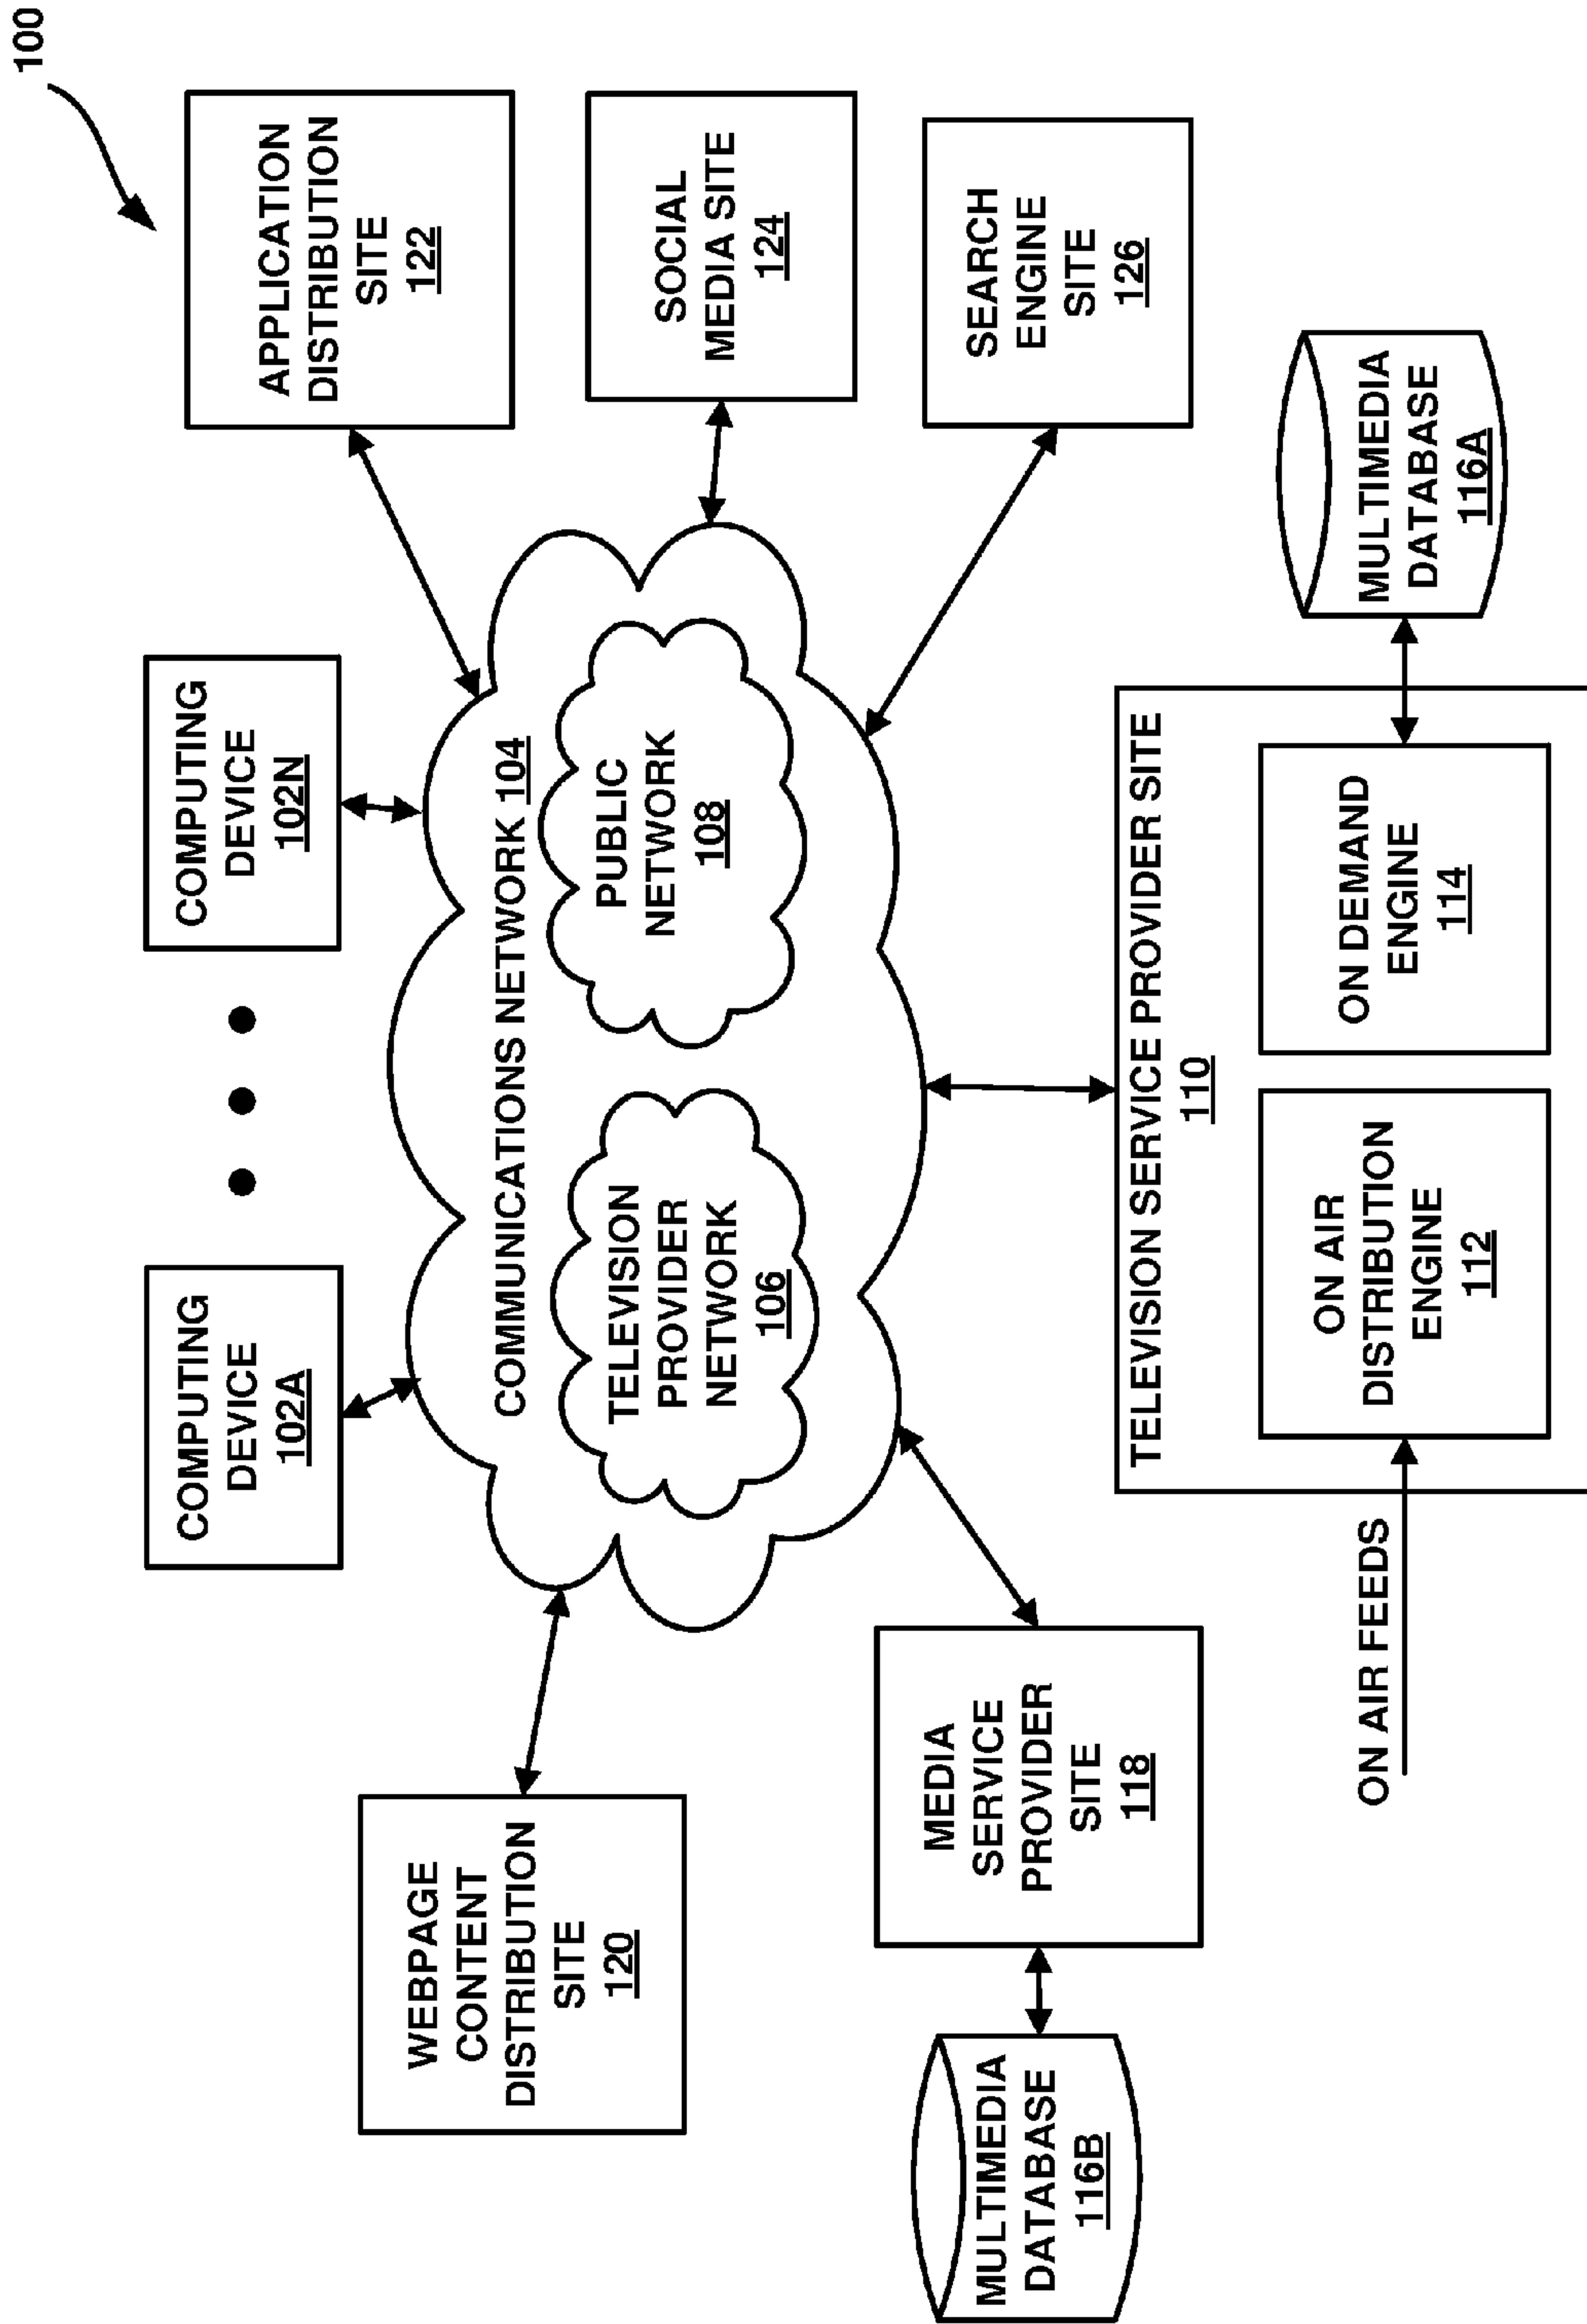 100
COMPUTING
DEVICE
102A
COMPUTING
DEVICE
102N
APPLICATION
DISTRIBUTION
SITE
122
WEBPAGE
CONTENT
DISTRIBUTION
SITE
120
COMMUNICATIONS NETWORK 104
TELEVISION
PROVIDER
NETWORK
106
PUBLIC
NETWORK
108
SOCIAL
MEDIA SITE
124
MEDIA
SERVICE
PROVIDER
SITE
118
MULTIMEDIA
DATABASE
116B
SEARCH
ENGINE
SITE
126
TELEVISION SERVICE PROVIDER SITE
110
ON AIR FEEDS
ON AIR
DISTRIBUTION
ENGINE
112
ON DEMAND
ENGINE
114
MULTIMEDIA
DATABASE
116A